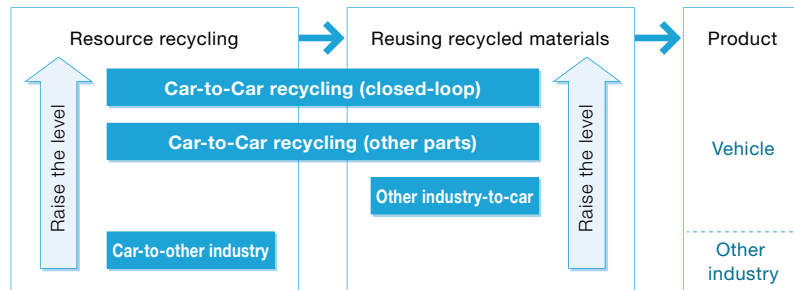 Resource recycling
Reusing recycled materials
Product
Raise the level
Car-to-Car recycling (closed-loop)
Car-to-Car recycling (other parts)
Other industry-to-car
Car-to-other industry
Raise the level
Vehicle
Other
industry